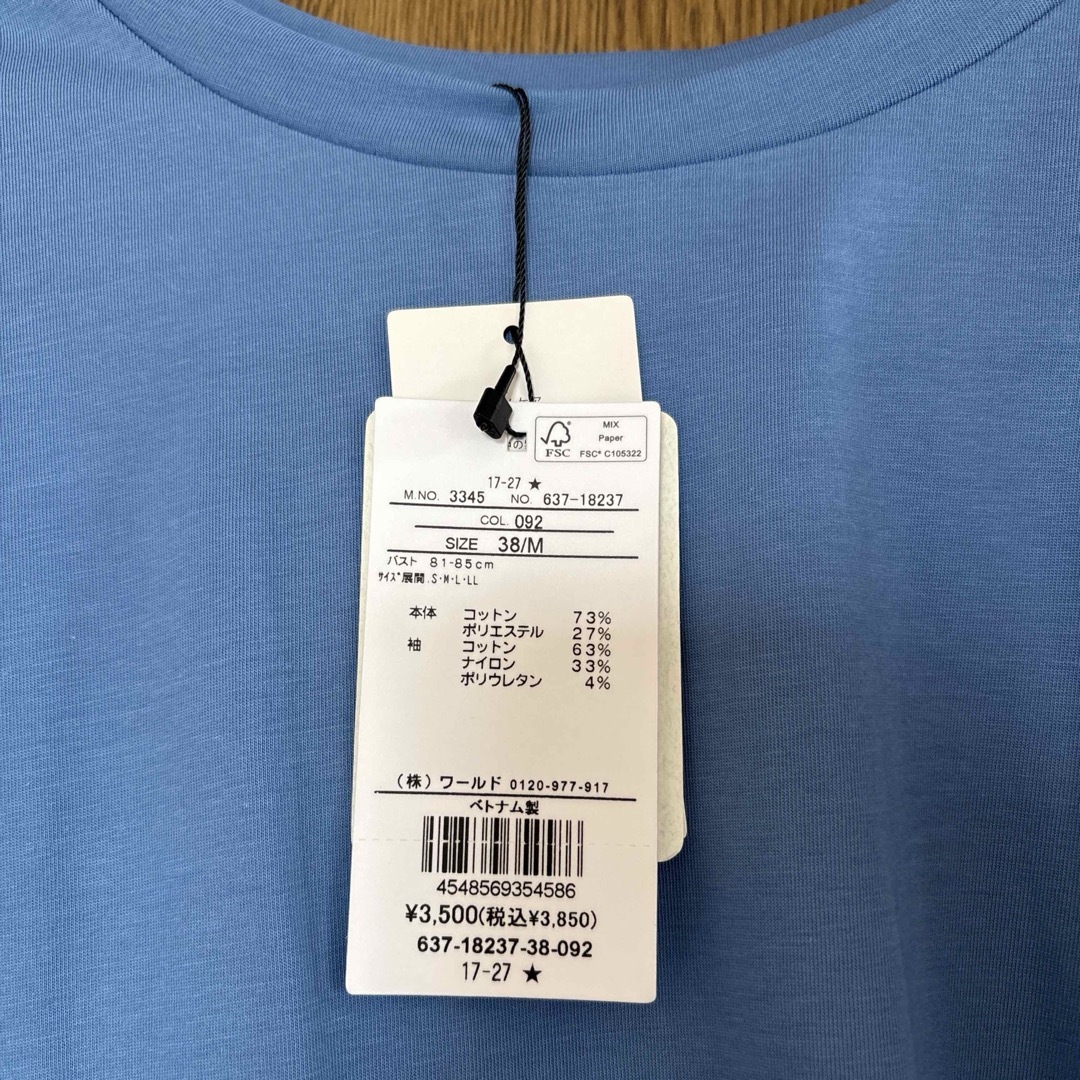 の
MIX
Paper
FSC® C105322
FSC
17-27 ★
M.NO. 3345 NO. 637-18237
COL. 092
SIZE 38/M
バスト 81-85cm
ｻｲｽﾞ展開.S･M･L･LL
本体 コットン 73%
ポリエステル 27%
袖 コットン 63%
ナイロン 33%
ポリウレタン 4%
(株)ワールド 0120-977-917
ベトナム製
4548569354586
¥3,500(税込¥3,850)
637-18237-38-092
17-27 ★